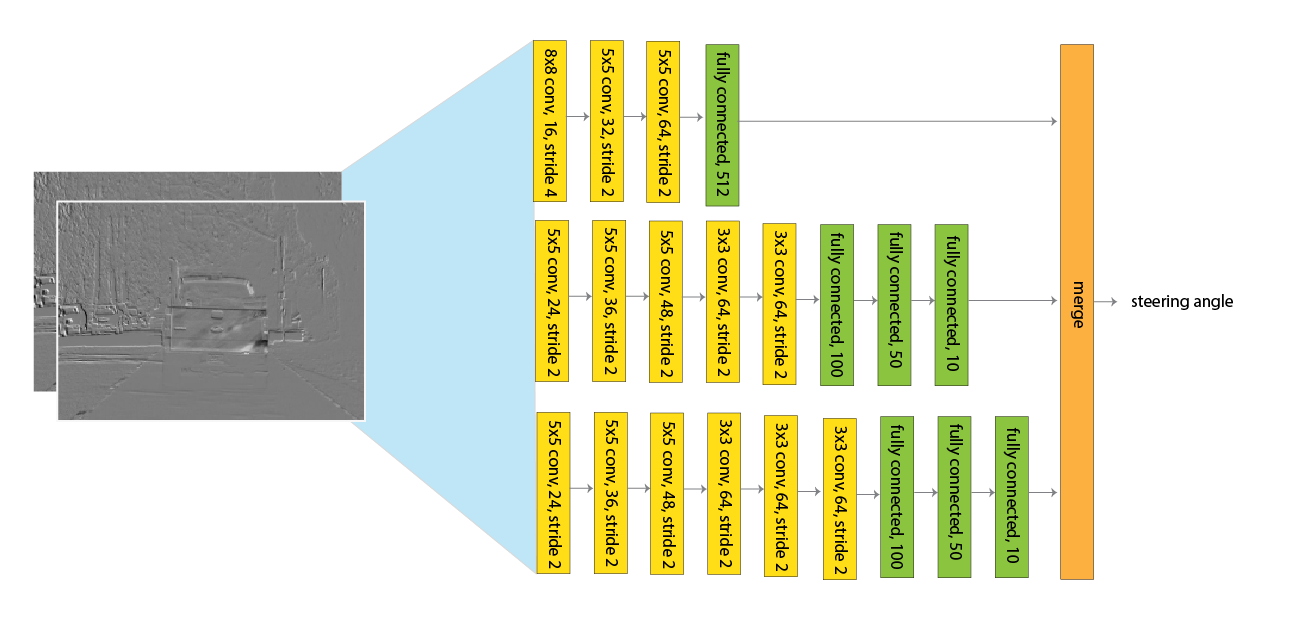 8x8 conv, 16, stride 4
5x5 conv, 32, stride 2
5x5 conv, 64, stride 2
fully connected, 512
5x5 conv, 24, stride 2
5x5 conv, 36, stride 2
5x5 conv, 48, stride 2
3x3 conv, 64, stride 2
3x3 conv, 64, stride 2
fully connected, 100
fully connected, 50
fully connected, 10
5x5 conv, 24, stride 2
5x5 conv, 36, stride 2
5x5 conv, 48, stride 2
3x3 conv, 64, stride 2
3x3 conv, 64, stride 2
3x3 conv, 64, stride 2
fully connected, 100
fully connected, 50
fully connected, 10
merge
steering angle